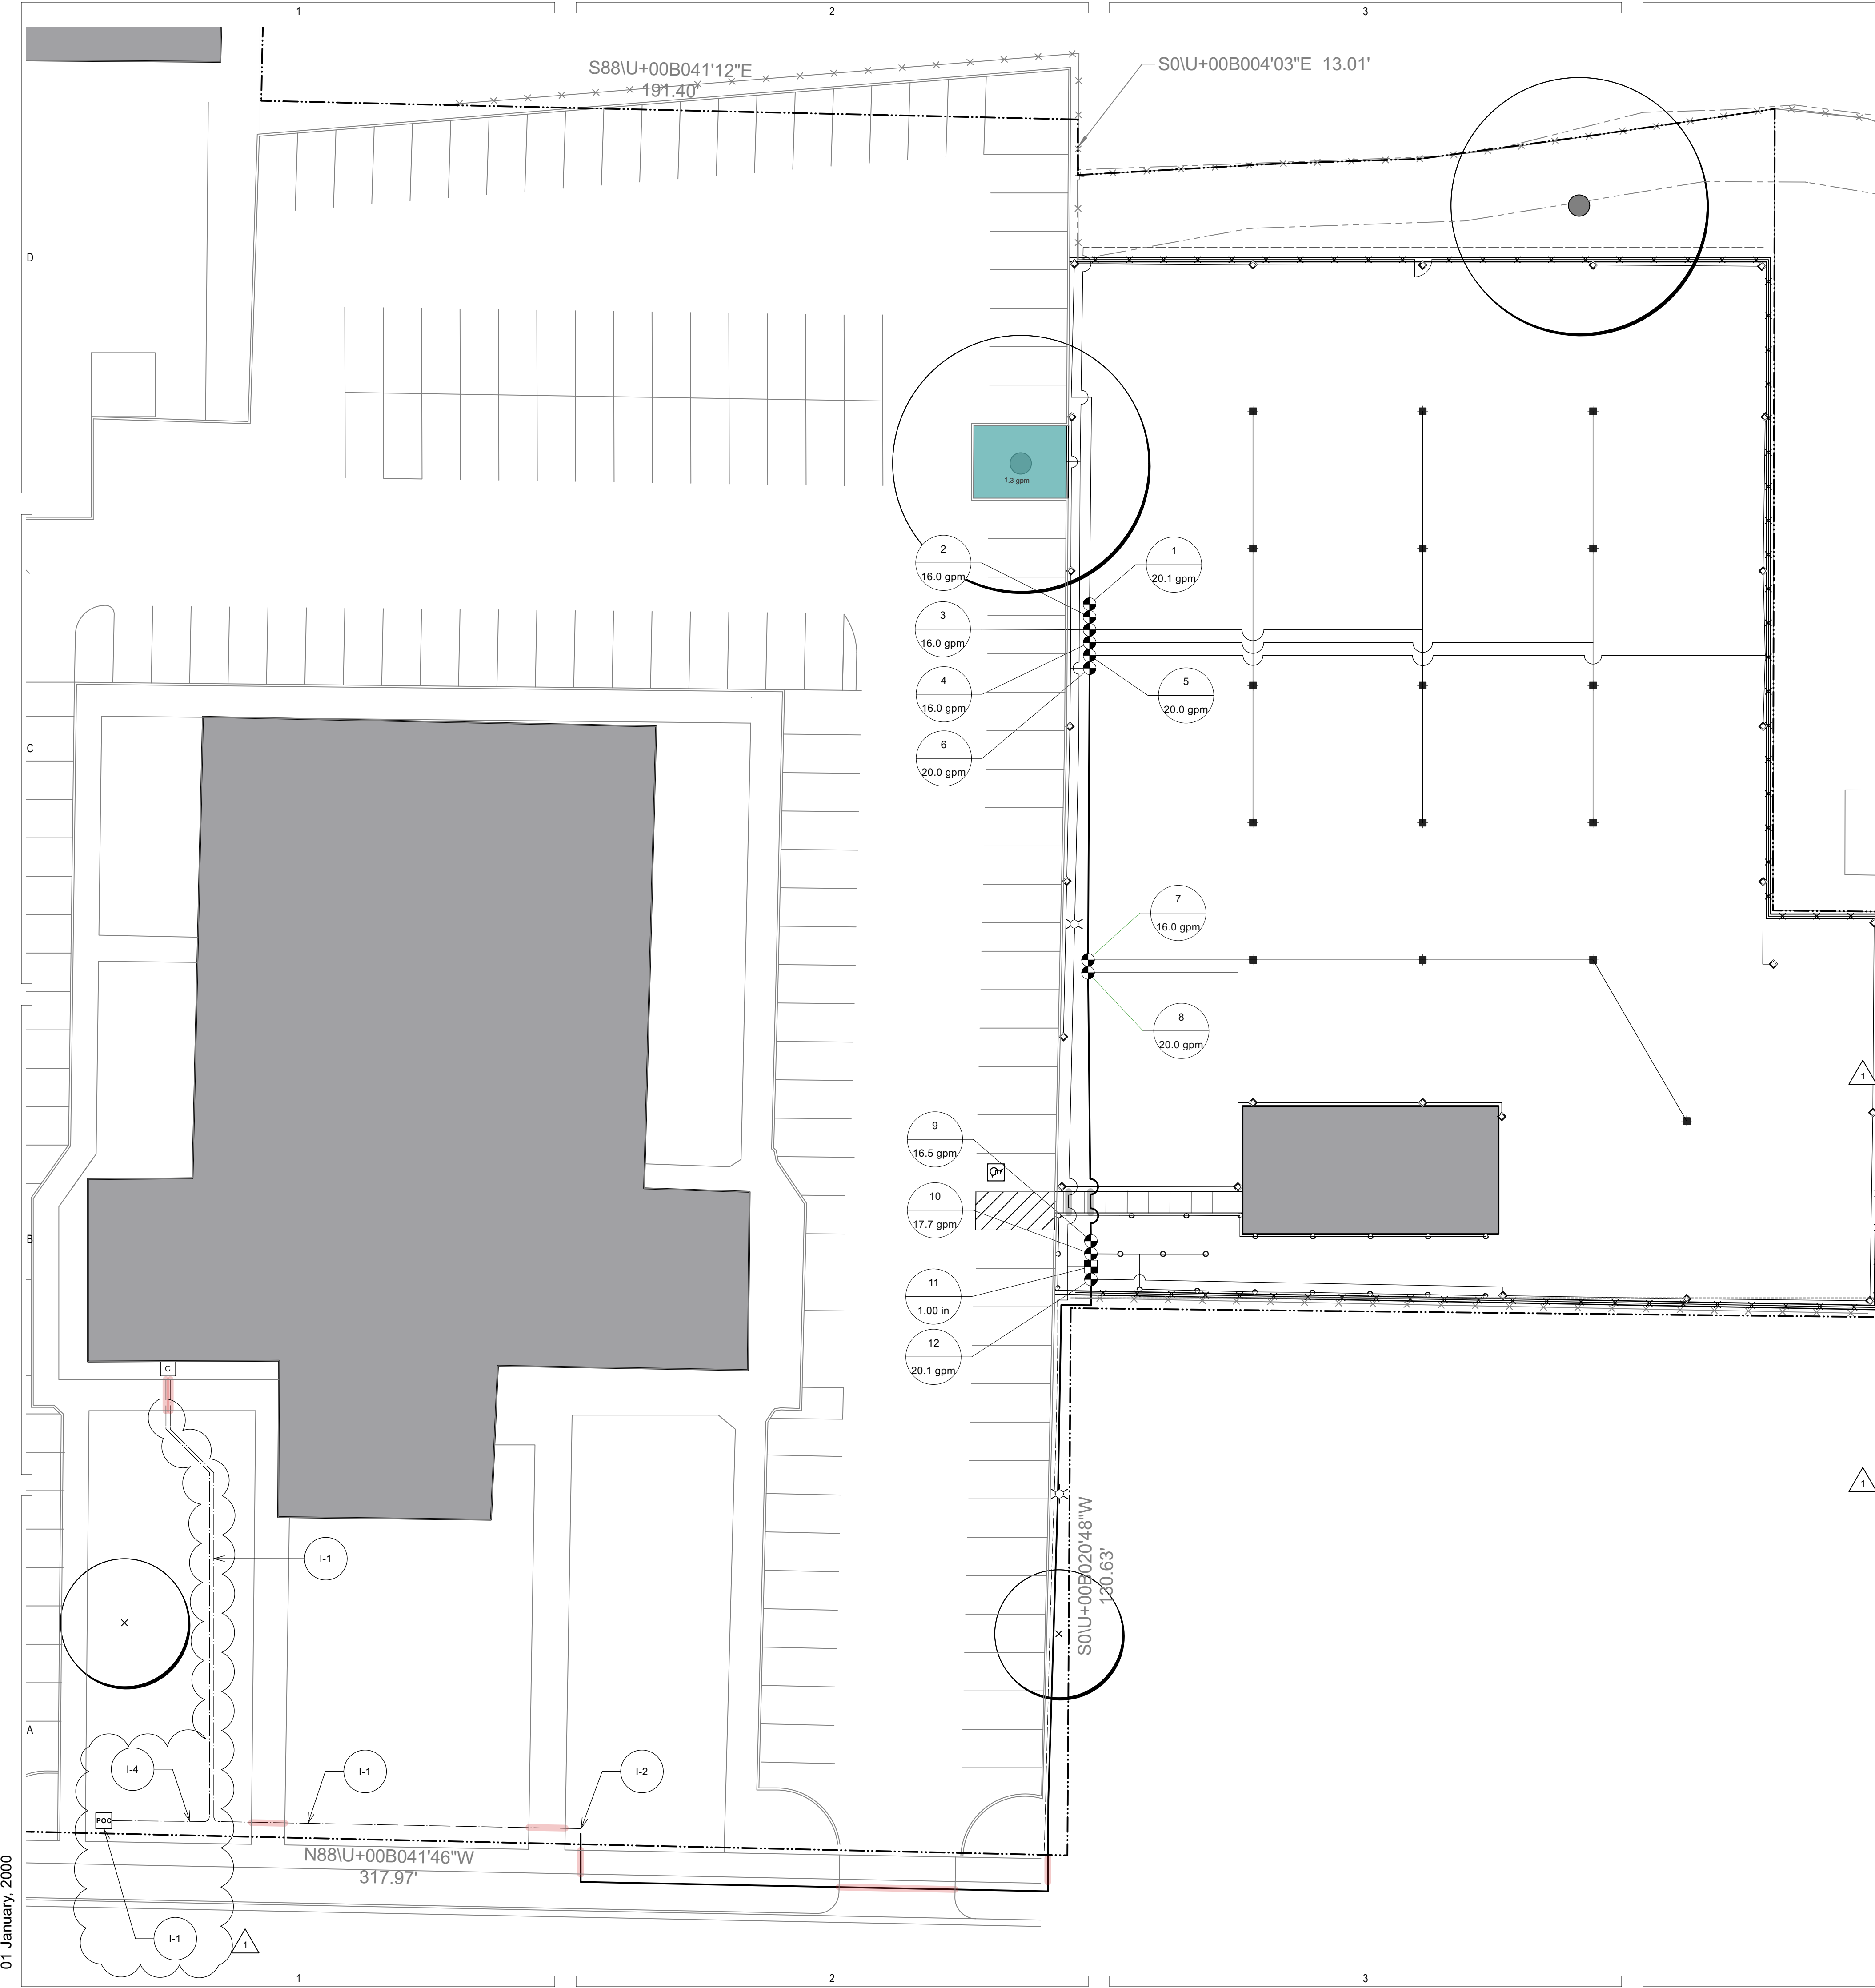 1
2
3
S88\U+00B041'12"E
191.40'
S0\U+00B004'03"E 13.01'
D
1.3 gpm
2
16.0 gpm
1
20.1 gpm
3
16.0 gpm
4
16.0 gpm
5
20.0 gpm
6
20.0 gpm
C
7
16.0 gpm
8
20.0 gpm
1
9
16.5 gpm
10
17.7 gpm
B
11
1.00 in
12
20.1 gpm
C
1
S0\U+00B020'48"W
130.63'
I-1
A
I-4
I-1
I-2
POC
N88\U+00B041'46"W
317.97'
I-1
1
01 January, 2000
1
2
3